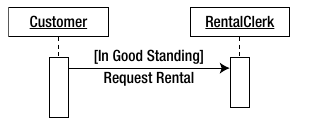 Customer
RentalClerk
[In Good Standing]
Request Rental